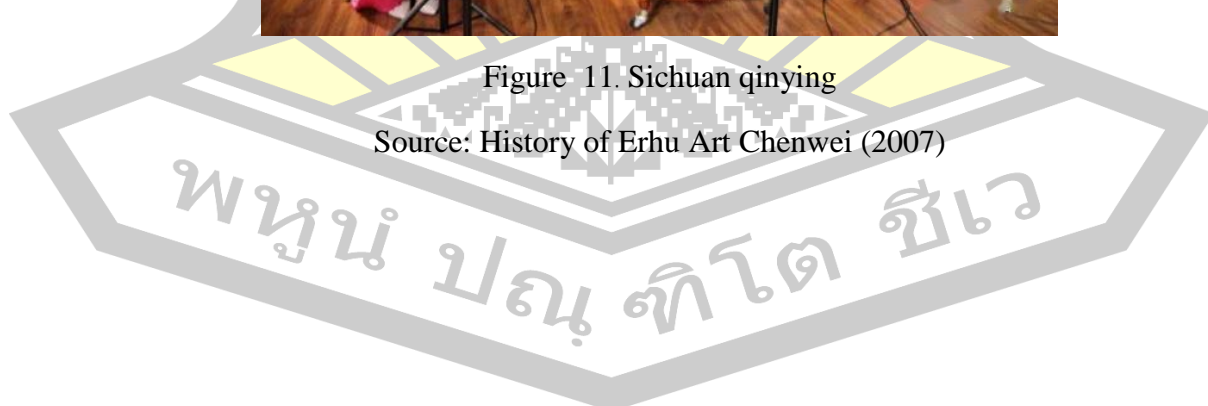 Figure 11. Sichuan qinying
Source: History of Erhu Art Chenwei (2007)
พหูนํ ปณฺฑิโต ชีเว